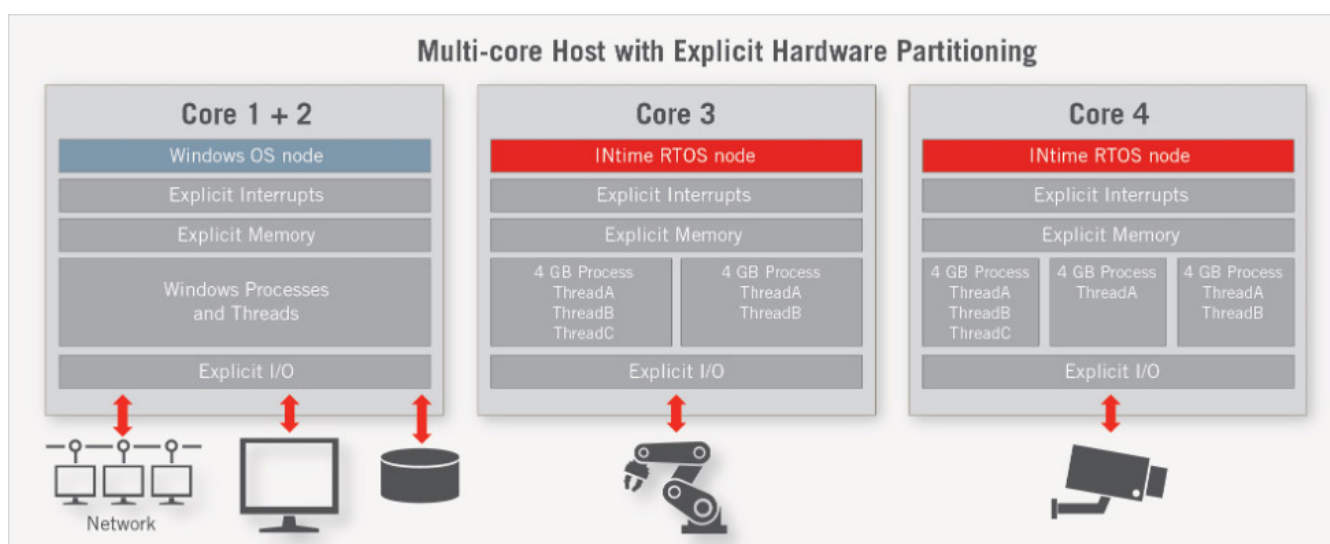 Multi-core Host with Explicit Hardware Partitioning
Core 1 + 2
Windows OS node
Explicit Interrupts
Explicit Memory
Windows Processes
and Threads
Explicit I/O
Network
Core 3
INtime RTOS node
Explicit Interrupts
Explicit Memory
4 GB Process
ThreadA
ThreadB
ThreadC
4 GB Process
ThreadA
ThreadB
Explicit I/O
Core 4
INtime RTOS node
Explicit Interrupts
Explicit Memory
4 GB Process
ThreadA
ThreadB
ThreadC
4 GB Process
ThreadA
4 GB Process
ThreadA
ThreadB
Explicit I/O